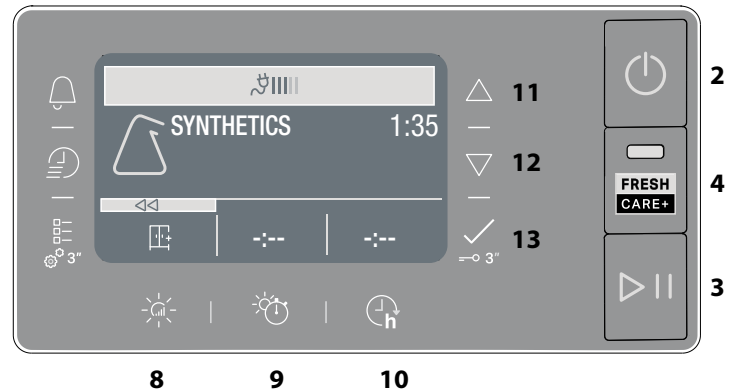 2
11
SYNTHETICS 1:35
12
FRESH
CARE+
4
-:-- -:--
13
3"
3"
3
h
8 9 10